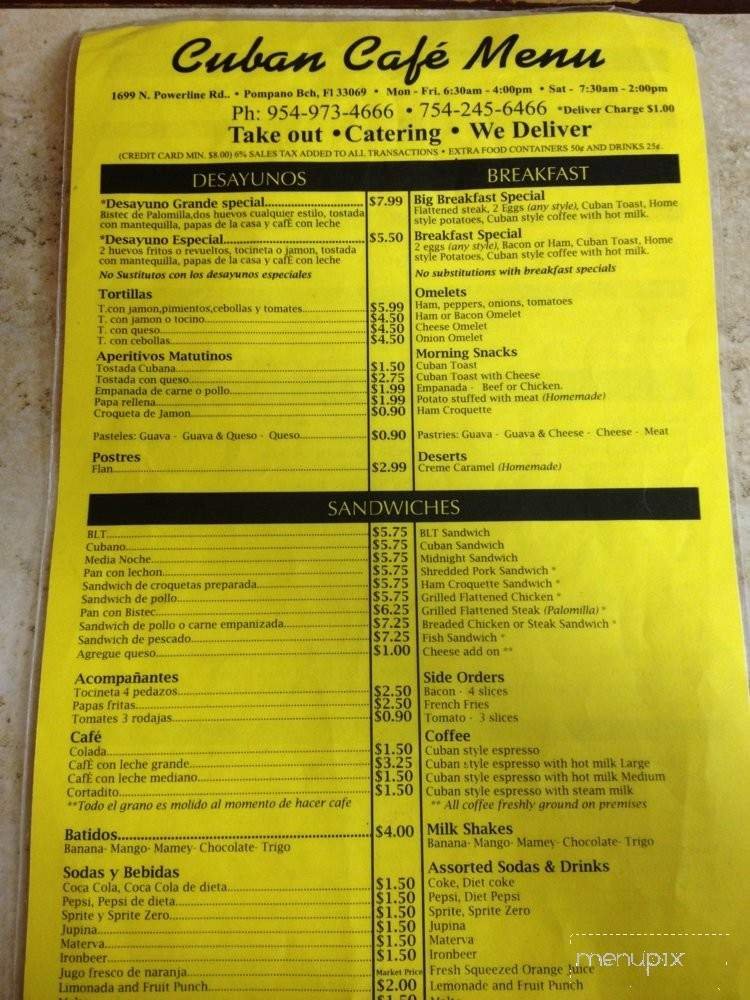 Cuban Café Menu
1699 N. Powerline Rd.. • Pompano Bch, Fl 33069 • Mon - Fri. 6:30am - 4:00pm • Sat - 7:30am - 2:00pm
Ph: 954-973-4666 • 754-245-6466 *Deliver Charge $1.00
Take out • Catering • We Deliver
(CREDIT CARD MIN. $8.00) 6% SALES TAX ADDED TO ALL TRANSACTIONS • EXTRA FOOD CONTAINERS 50¢ AND DRINKS 25¢.
DESAYUNOS BREAKFAST
*Desayuno Grande special $7.99 Big Breakfast Special
Bistec de Palomilla,dos huevos cualquier estilo, tostada Flattened steak, 2 Eggs (any style), Cuban Toast, Home
con mantequilla, papas de la casa y cafÉ con leche style potatoes, Cuban style coffee with hot milk.
*Desayuno Especial $5.50 Breakfast Special
2 huevos fritos o revueltos, tocineta o jamon, tostada 2 eggs (any style), Bacon or Ham, Cuban Toast, Home
con mantequilla, papas de la casa y cafÉ con leche style Potatoes, Cuban style coffee with hot milk.
No Sustitutos con los desayunos especiales No substitutions with breakfast specials
Tortillas Omelets
T.con jamon,pimientos,cebollas y tomates $5.99 Ham, peppers, onions, tomatoes
T. con jamon o tocino $4.50 Ham or Bacon Omelet
T. con queso $4.50 Cheese Omelet
T. con cebollas $4.50 Onion Omelet
Aperitivos Matutinos Morning Snacks
Tostada Cubana $1.50 Cuban Toast
Tostada con queso $2.75 Cuban Toast with Cheese
Empanada de carne o pollo $1.99 Empanada - Beef or Chicken.
Papa rellena $1.99 Potato stuffed with meat (Homemade)
Croqueta de Jamon $0.90 Ham Croquette
Pasteles: Guava - Guava & Queso - Queso $0.90 Pastries: Guava - Guava & Cheese - Cheese - Meat
Postres Deserts
Flan $2.99 Creme Caramel (Homemade)
SANDWICHES
BLT $5.75 BLT Sandwich
Cubano $5.75 Cuban Sandwich
Media Noche $5.75 Midnight Sandwich
Pan con lechon $5.75 Shredded Pork Sandwich *
Sandwich de croquetas preparada $5.75 Ham Croquette Sandwich *
Sandwich de pollo $5.75 Grilled Flattened Chicken *
Pan con Bistec $6.25 Grilled Flattened Steak (Palomilla) *
Sandwich de pollo o carne empanizada $7.25 Breaded Chicken or Steak Sandwich *
Sandwich de pescado $7.25 Fish Sandwich *
Agregue queso $1.00 Cheese add on **
Acompañantes Side Orders
Tocineta 4 pedazos $2.50 Bacon - 4 slices
Papas fritas $2.50 French Fries
Tomates 3 rodajas $0.90 Tomato - 3 slices
Café Coffee
Colada $1.50 Cuban style espresso
CafÉ con leche grande $3.25 Cuban style espresso with hot milk Large
CafÉ con leche mediano $1.50 Cuban style espresso with hot milk Medium
Cortadito $1.50 Cuban style espresso with steam milk
**Todo el grano es molido al momento de hacer cafe ** All coffee freshly ground on premises
Batidos $4.00 Milk Shakes
Banana- Mango- Mamey- Chocolate- Trigo Banana- Mango- Mamey- Chocolate- Trigo
Sodas y Bebidas Assorted Sodas & Drinks
Coca Cola, Coca Cola de dieta $1.50 Coke, Diet coke
Pepsi, Pepsi de dieta $1.50 Pepsi, Diet Pepsi
Sprite y Sprite Zero $1.50 Sprite, Sprite Zero
Jupina $1.50 Jupina
Materva $1.50 Materva
Ironbeer $1.50 Ironbeer
Jugo fresco de naranja Market Price Fresh Squeezed Orange Juice
Limonada and Fruit Punch $2.00 Lemonade and Fruit Punch
menupix